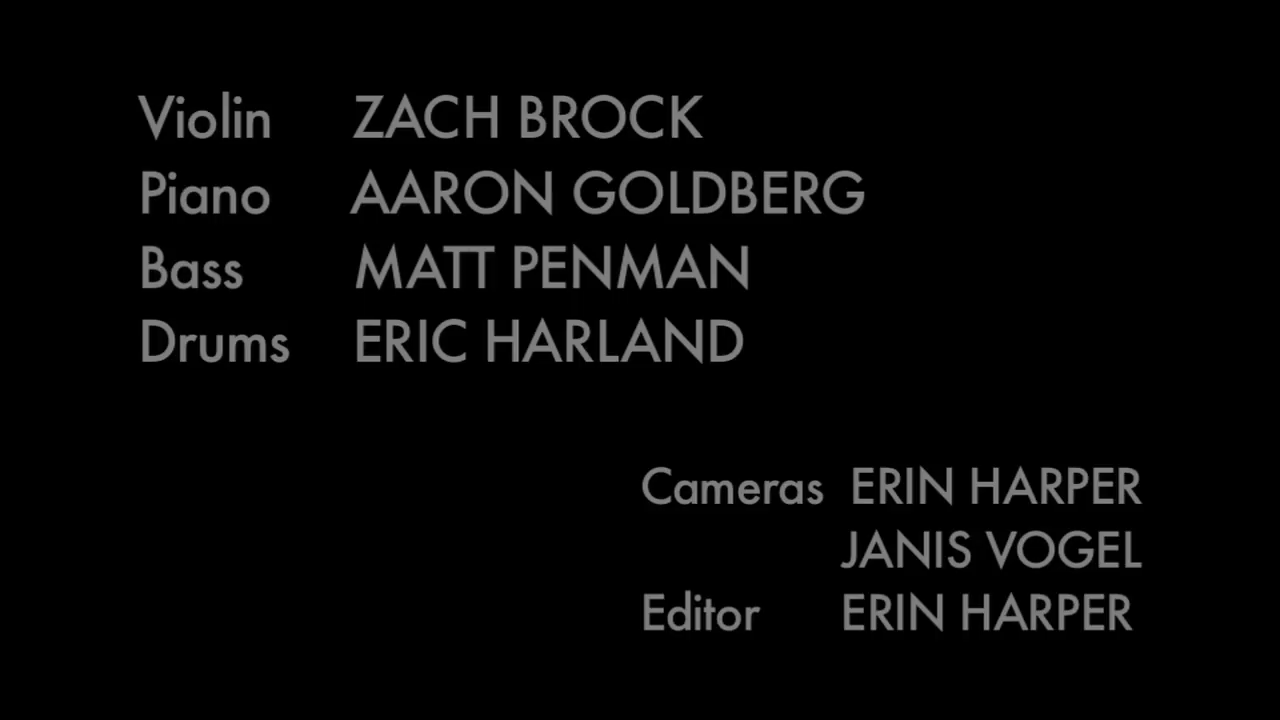 Violin ZACH BROCK
Piano AARON GOLDBERG
Bass MATT PENMAN
Drums ERIC HARLAND
Cameras ERIN HARPER
JANIS VOGEL
Editor ERIN HARPER